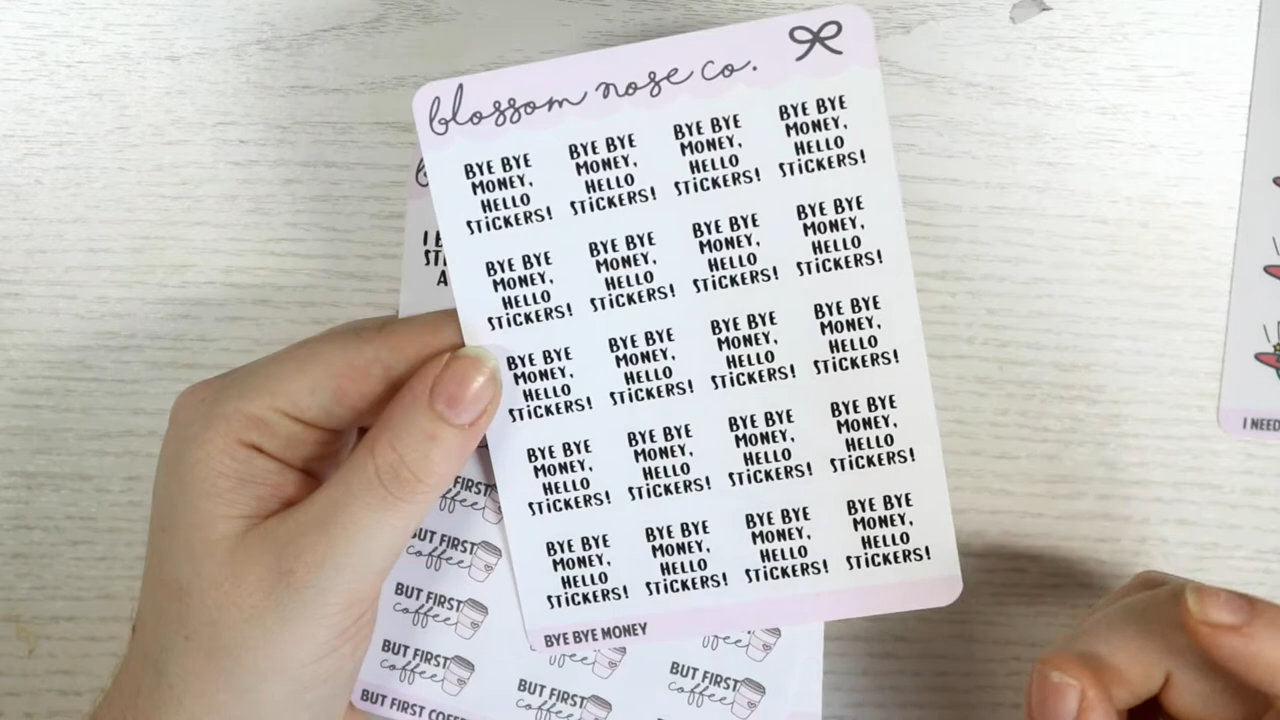 blossom rose co.
BYE BYE BYE BYE BYE BYE BYE BYE
MONEY, MONEY, MONEY, MONEY,
HELLO HELLO HELLO HELLO
STiCKERS! STiCKERS! STiCKERS! STiCKERS!
BYE BYE BYE BYE BYE BYE BYE BYE
MONEY, MONEY, MONEY, MONEY,
HELLO HELLO HELLO HELLO
STiCKERS! STiCKERS! STiCKERS! STiCKERS!
BYE BYE BYE BYE BYE BYE BYE BYE
MONEY, MONEY, MONEY, MONEY,
HELLO HELLO HELLO HELLO
STiCKERS! STiCKERS! STiCKERS! STiCKERS!
BYE BYE BYE BYE BYE BYE BYE BYE
MONEY, MONEY, MONEY, MONEY,
HELLO HELLO HELLO HELLO
STiCKERS! STiCKERS! STiCKERS! STiCKERS!
BYE BYE BYE BYE BYE BYE BYE BYE
MONEY, MONEY, MONEY, MONEY,
HELLO HELLO HELLO HELLO
STiCKERS! STiCKERS! STiCKERS! STiCKERS!
BYE BYE MONEY
FIRST
coffee
BUT FIRST
coffee
BUT FIRST
coffee
BUT FIRST
coffee
BUT FIRST
coffee
BUT FIRST
coffee
BUT FIRST
I NEED